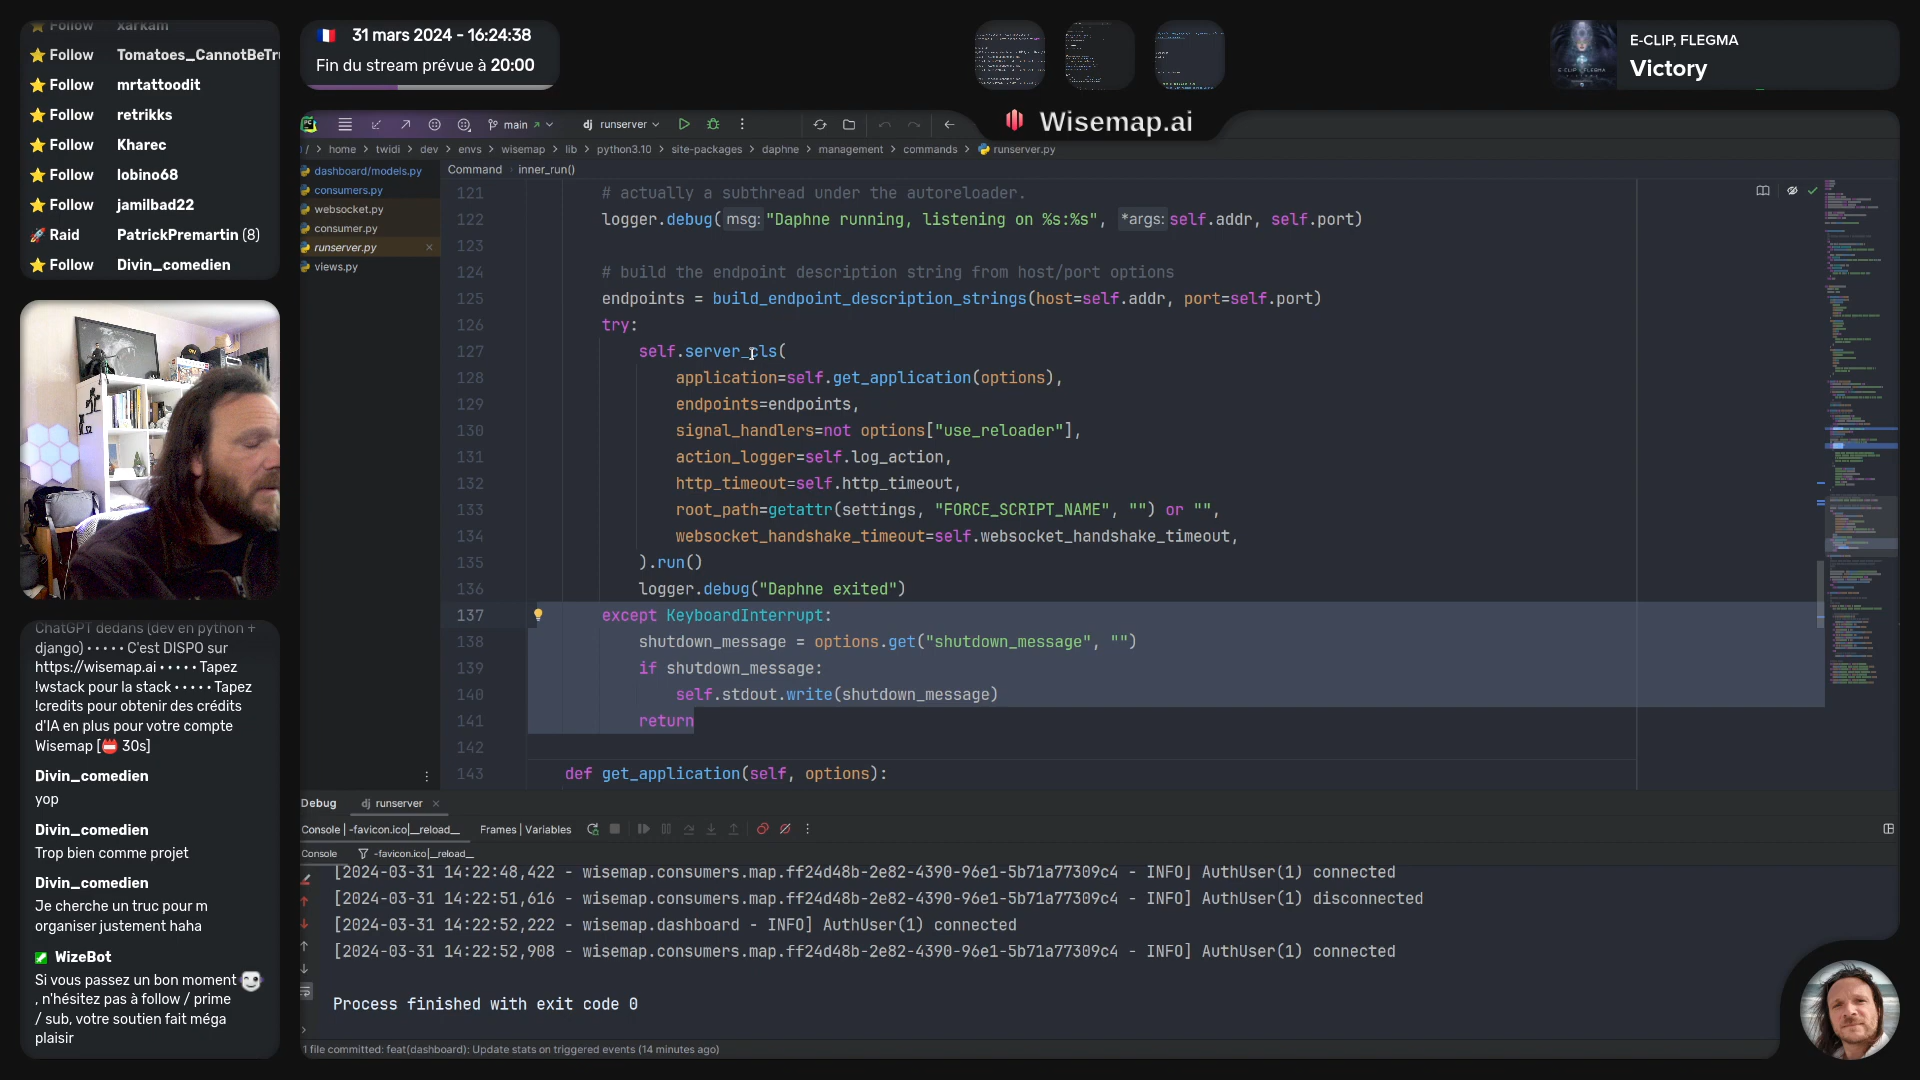 Follow xarkam
Follow Tomatoes_CannotBeTr
Follow mrtattoodit
Follow retrikks
Follow Kharec
Follow lobino68
Follow jamilbad22
Raid PatrickPremartin (8)
Follow Divin_comedien
31 mars 2024 - 16:24:38
Fin du stream prévue à 20:00
E-CLIP, FLEGMA
Victory
Wisemap.ai
main
dj runserver
/ > home > twidi > dev > envs > wisemap > lib > python3.10 > site-packages > daphne > management > commands > runserver.py
dashboard/models.py
consumers.py
websocket.py
consumer.py
runserver.py
views.py
Command > inner_run()
121 # actually a subthread under the autoreloader.
122 logger.debug( msg: "Daphne running, listening on %s:%s", *args: self.addr, self.port)
123
124 # build the endpoint description string from host/port options
125 endpoints = build_endpoint_description_strings(host=self.addr, port=self.port)
126 try:
127 self.server_cls(
128 application=self.get_application(options),
129 endpoints=endpoints,
130 signal_handlers=not options["use_reloader"],
131 action_logger=self.log_action,
132 http_timeout=self.http_timeout,
133 root_path=getattr(settings, "FORCE_SCRIPT_NAME", "") or "",
134 websocket_handshake_timeout=self.websocket_handshake_timeout,
135 ).run()
136 logger.debug("Daphne exited")
137 except KeyboardInterrupt:
138 shutdown_message = options.get("shutdown_message", "")
139 if shutdown_message:
140 self.stdout.write(shutdown_message)
141 return
142
143 def get_application(self, options):
Debug dj runserver
Console | -favicon.ico|__reload__ Frames | Variables
Console -favicon.ico|__reload__
[2024-03-31 14:22:48,422 - wisemap.consumers.map.ff24d48b-2e82-4390-96e1-5b71a77309c4 - INFO] AuthUser(1) connected
[2024-03-31 14:22:51,616 - wisemap.consumers.map.ff24d48b-2e82-4390-96e1-5b71a77309c4 - INFO] AuthUser(1) disconnected
[2024-03-31 14:22:52,222 - wisemap.dashboard - INFO] AuthUser(1) connected
[2024-03-31 14:22:52,908 - wisemap.consumers.map.ff24d48b-2e82-4390-96e1-5b71a77309c4 - INFO] AuthUser(1) connected
Process finished with exit code 0
1 file committed: feat(dashboard): Update stats on triggered events (14 minutes ago)
ChatGPT dedans (dev en python +
django) • • • • • C'est DISPO sur
https://wisemap.ai • • • • • Tapez
!wstack pour la stack • • • • • Tapez
!credits pour obtenir des crédits
d'IA en plus pour votre compte
Wisemap [30s]
Divin_comedien
yop
Divin_comedien
Trop bien comme projet
Divin_comedien
Je cherche un truc pour m
organiser justement haha
WizeBot
Si vous passez un bon moment
, n'hésitez pas à follow / prime
/ sub, votre soutien fait méga
plaisir